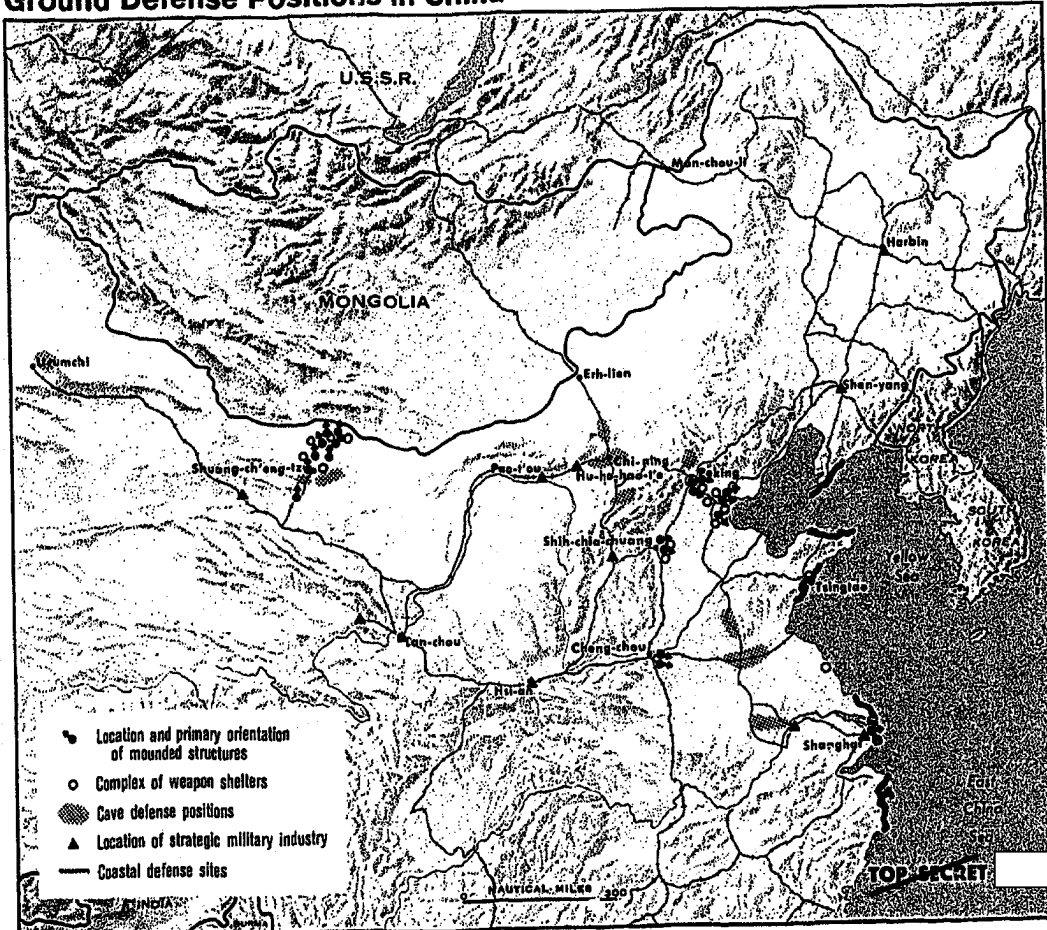 Ground Defense Positions in China
U.S.S.R.
Man-chou-li
Harbin
MONGOLIA
Urumchi
Erh-lien
Shen-yang
NORTH
KOREA
Shuang-ch'eng-tzu
Pao-t'ou
Chi-ning
Hu-ho-hao-t'e
Peking
SOUTH
KOREA
Shih-chia-chuang
Yellow
Sea
Tsingtao
Lan-chou
Cheng-chou
Hsi-an
Shanghai
East
China
Sea
Location and primary orientation
of mounded structures
Complex of weapon shelters
Cave defense positions
Location of strategic military industry
Coastal defense sites
TOP SECRET
NAUTICAL MILES
0 200
INDIA
BURMA